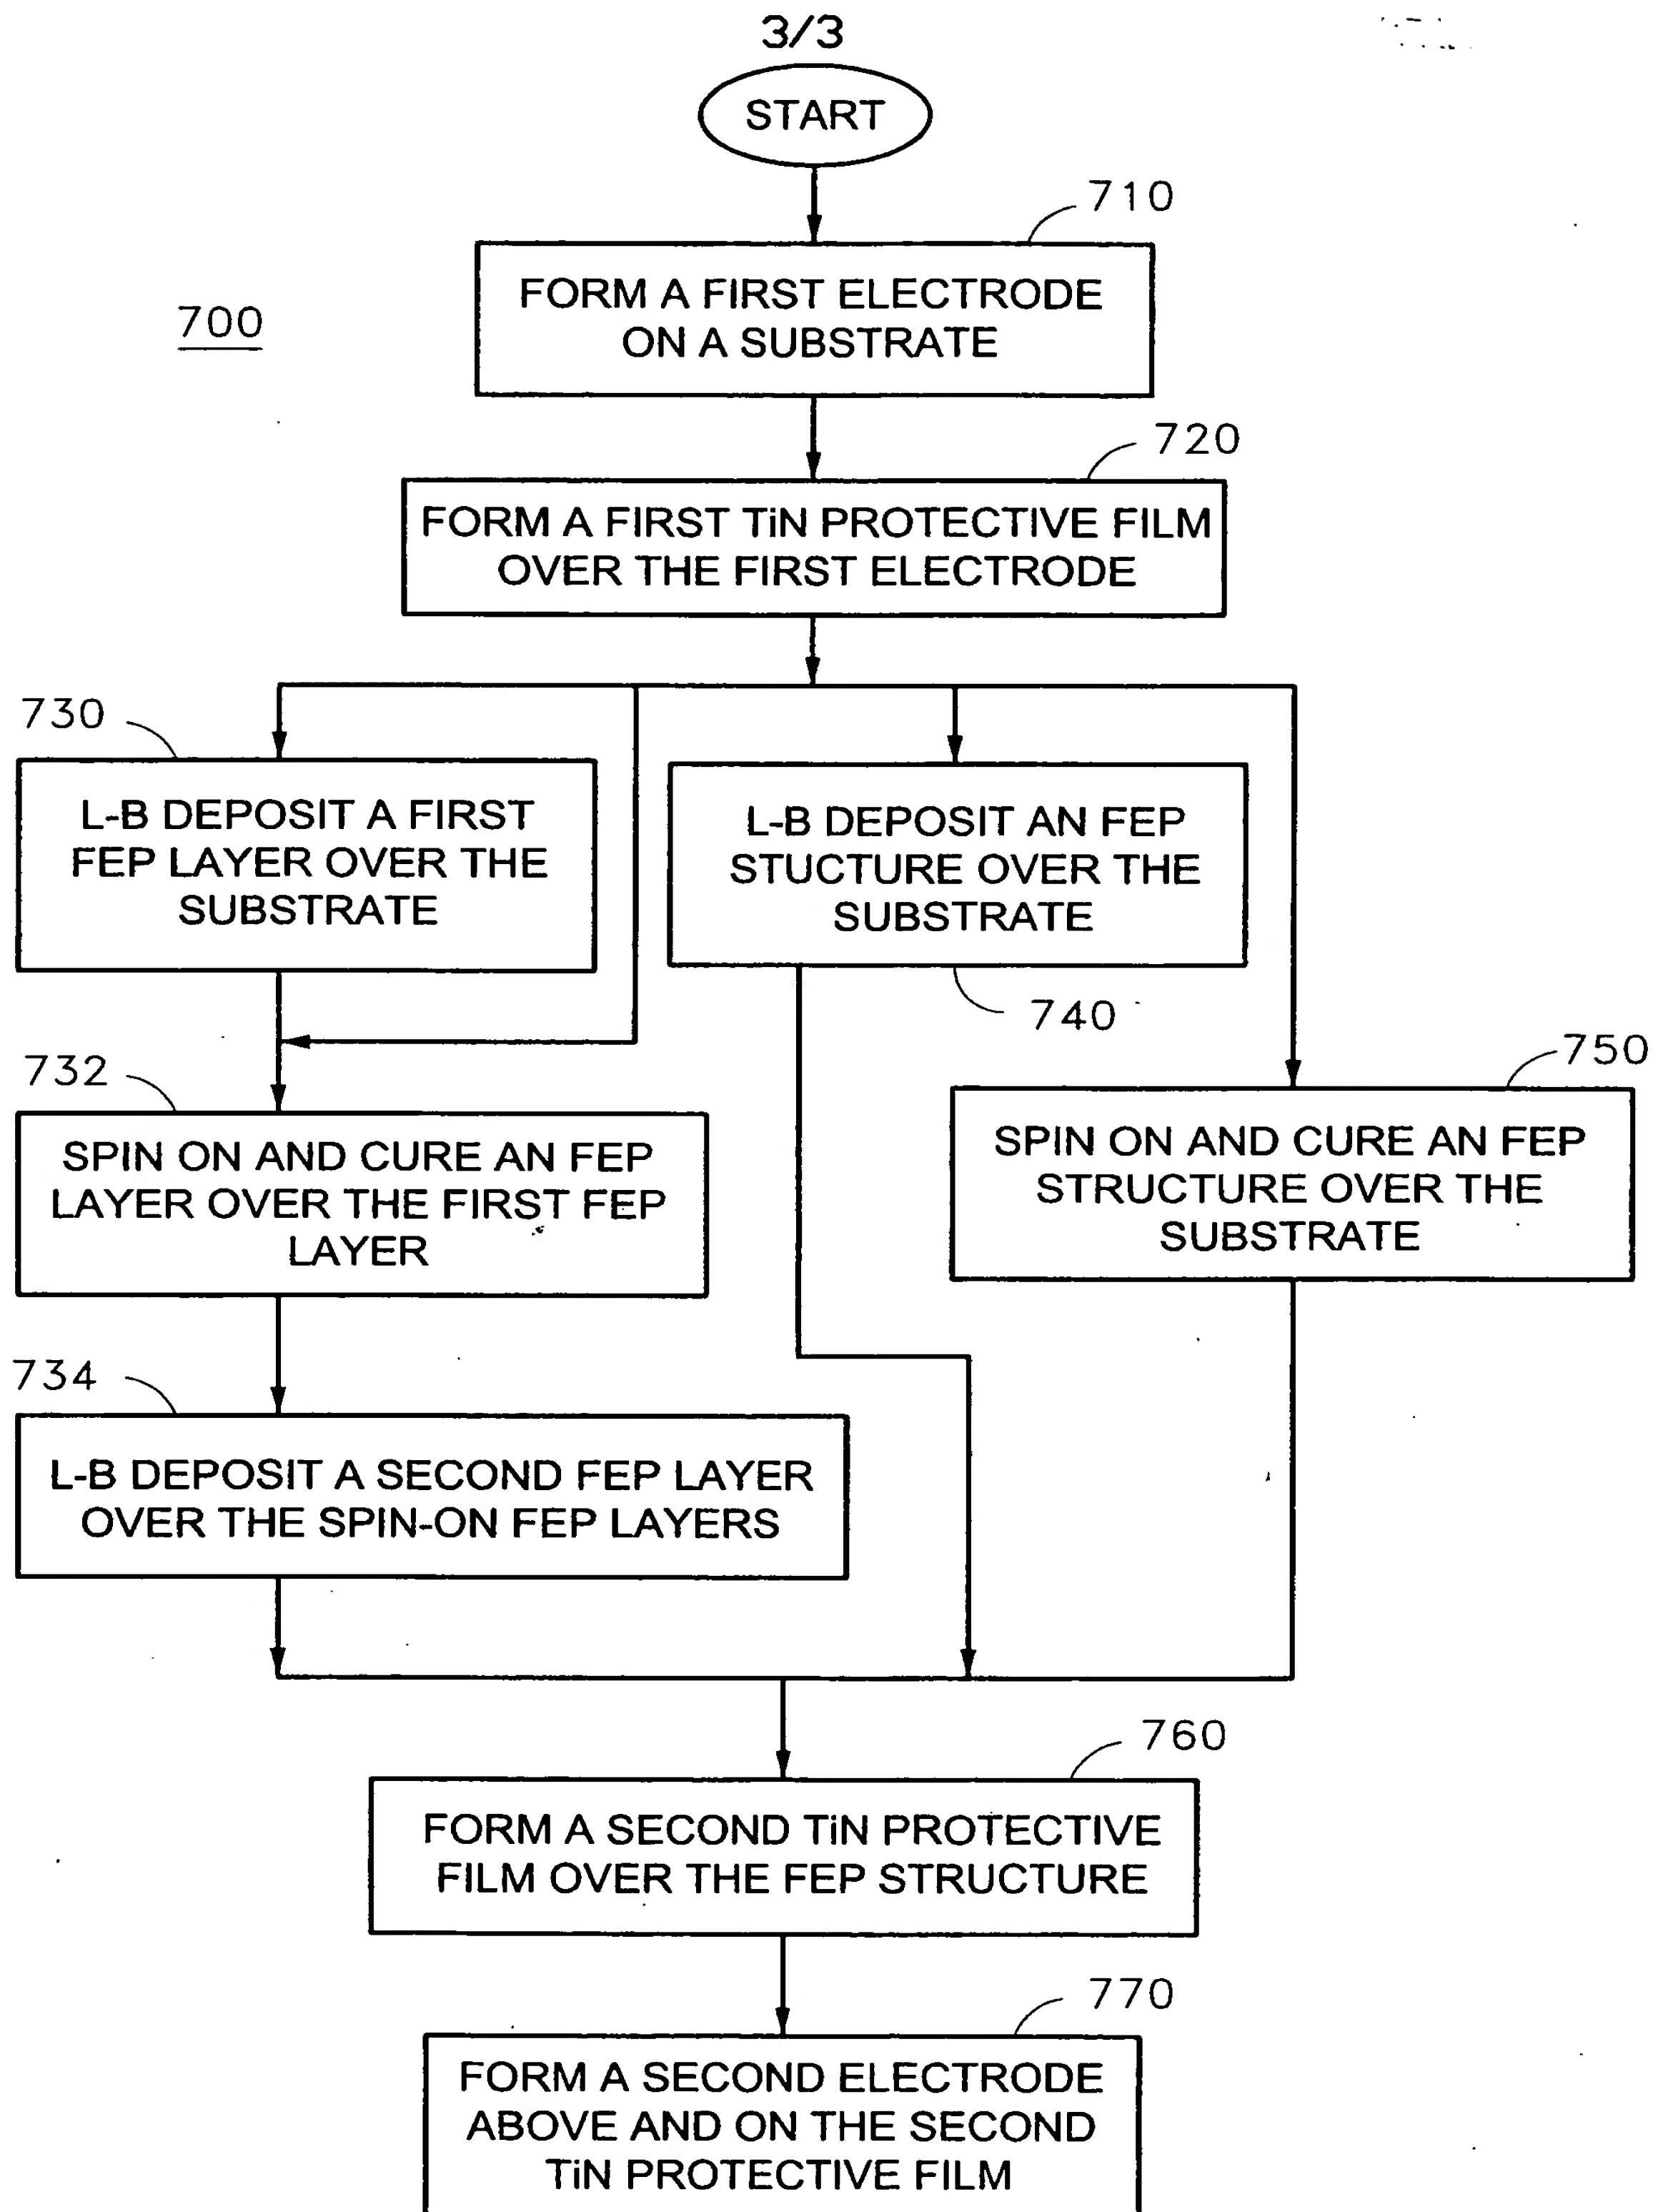 3/3
START
710
700
FORM A FIRST ELECTRODE
ON A SUBSTRATE
720
FORM A FIRST TiN PROTECTIVE FILM
OVER THE FIRST ELECTRODE
730
L-B DEPOSIT A FIRST
FEP LAYER OVER THE
SUBSTRATE
L-B DEPOSIT AN FEP
STUCTURE OVER THE
SUBSTRATE
740
732
SPIN ON AND CURE AN FEP
LAYER OVER THE FIRST FEP
LAYER
750
SPIN ON AND CURE AN FEP
STRUCTURE OVER THE
SUBSTRATE
734
L-B DEPOSIT A SECOND FEP LAYER
OVER THE SPIN-ON FEP LAYERS
760
FORM A SECOND TiN PROTECTIVE
FILM OVER THE FEP STRUCTURE
770
FORM A SECOND ELECTRODE
ABOVE AND ON THE SECOND
TiN PROTECTIVE FILM